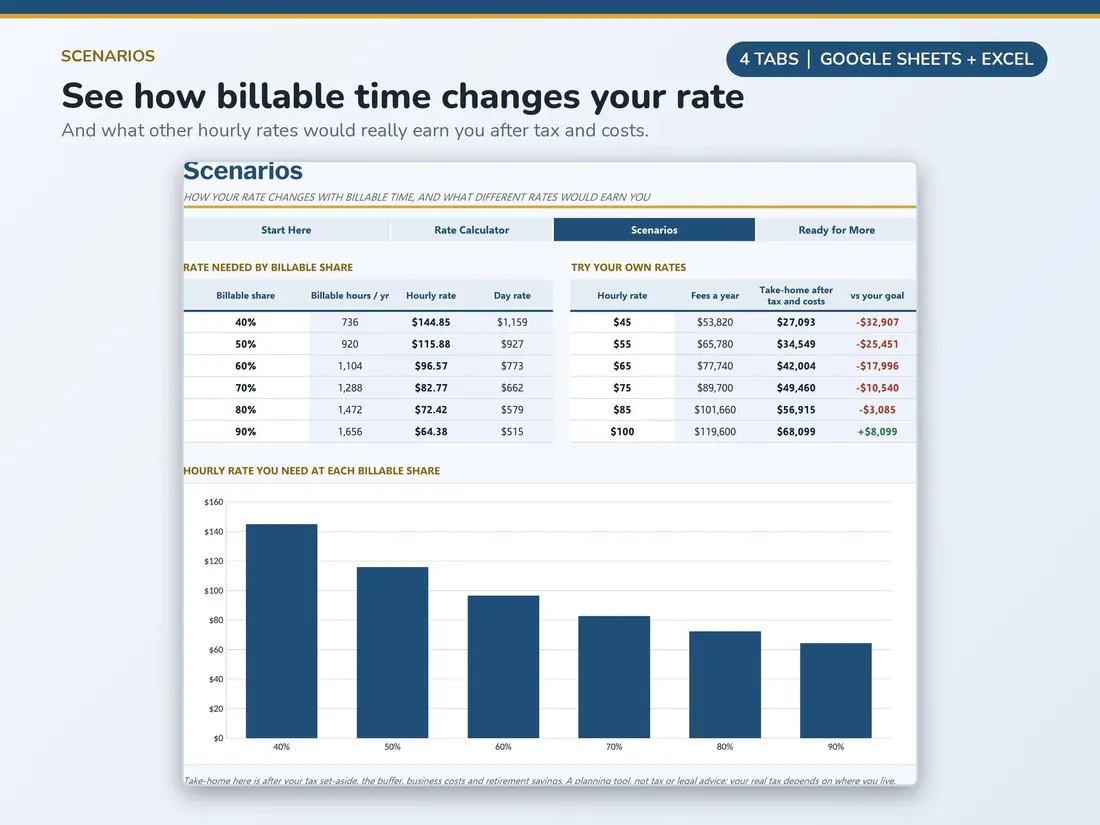 SCENARIOS
4 TABS | GOOGLE SHEETS + EXCEL
See how billable time changes your rate
And what other hourly rates would really earn you after tax and costs.
Scenarios
HOW YOUR RATE CHANGES WITH BILLABLE TIME, AND WHAT DIFFERENT RATES WOULD EARN YOU
Start Here Rate Calculator Scenarios Ready for More
RATE NEEDED BY BILLABLE SHARE
Billable share Billable hours / yr Hourly rate Day rate
40% 736 $144.85 $1,159
50% 920 $115.88 $927
60% 1,104 $96.57 $773
70% 1,288 $82.77 $662
80% 1,472 $72.42 $579
90% 1,656 $64.38 $515
TRY YOUR OWN RATES
Hourly rate Fees a year Take-home after tax and costs vs your goal
$45 $53,820 $27,093 -$32,907
$55 $65,780 $34,549 -$25,451
$65 $77,740 $42,004 -$17,996
$75 $89,700 $49,460 -$10,540
$85 $101,660 $56,915 -$3,085
$100 $119,600 $68,099 +$8,099
HOURLY RATE YOU NEED AT EACH BILLABLE SHARE
$160
$140
$120
$100
$80
$60
$40
$20
$0
40% 50% 60% 70% 80% 90%
Take-home here is after your tax set-aside, the buffer, business costs and retirement savings. A planning tool, not tax or legal advice; your real tax depends on where you live.